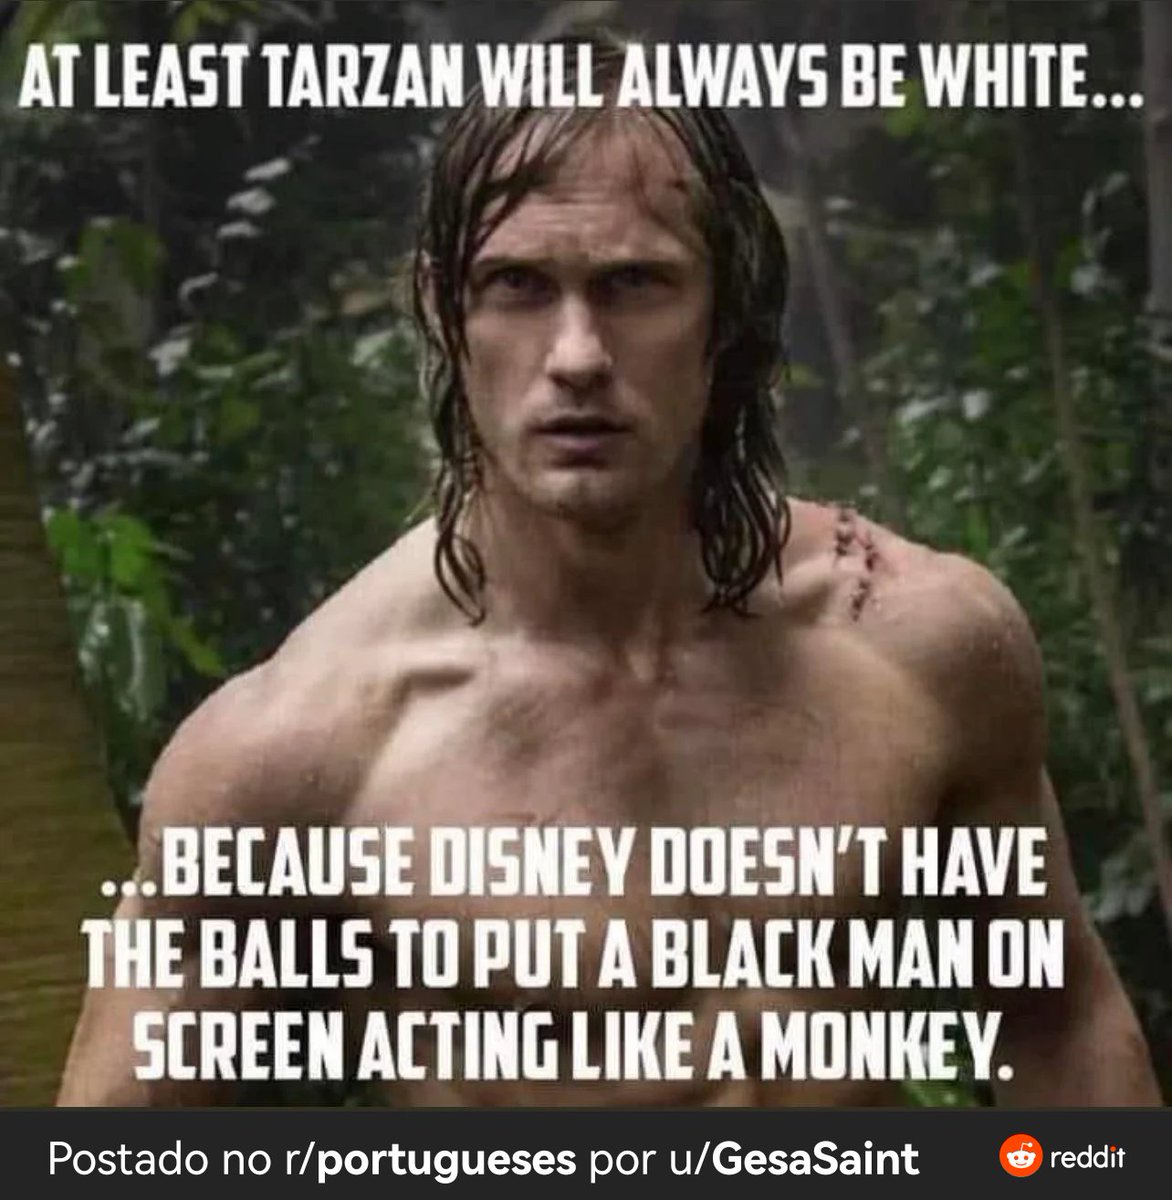 AT LEAST TARZAN WILL ALWAYS BE WHITE...
...BECAUSE DISNEY DOESN'T HAVE
THE BALLS TO PUT A BLACK MAN ON
SCREEN ACTING LIKE A MONKEY.
Postado no r/portugueses por u/GesaSaint reddit